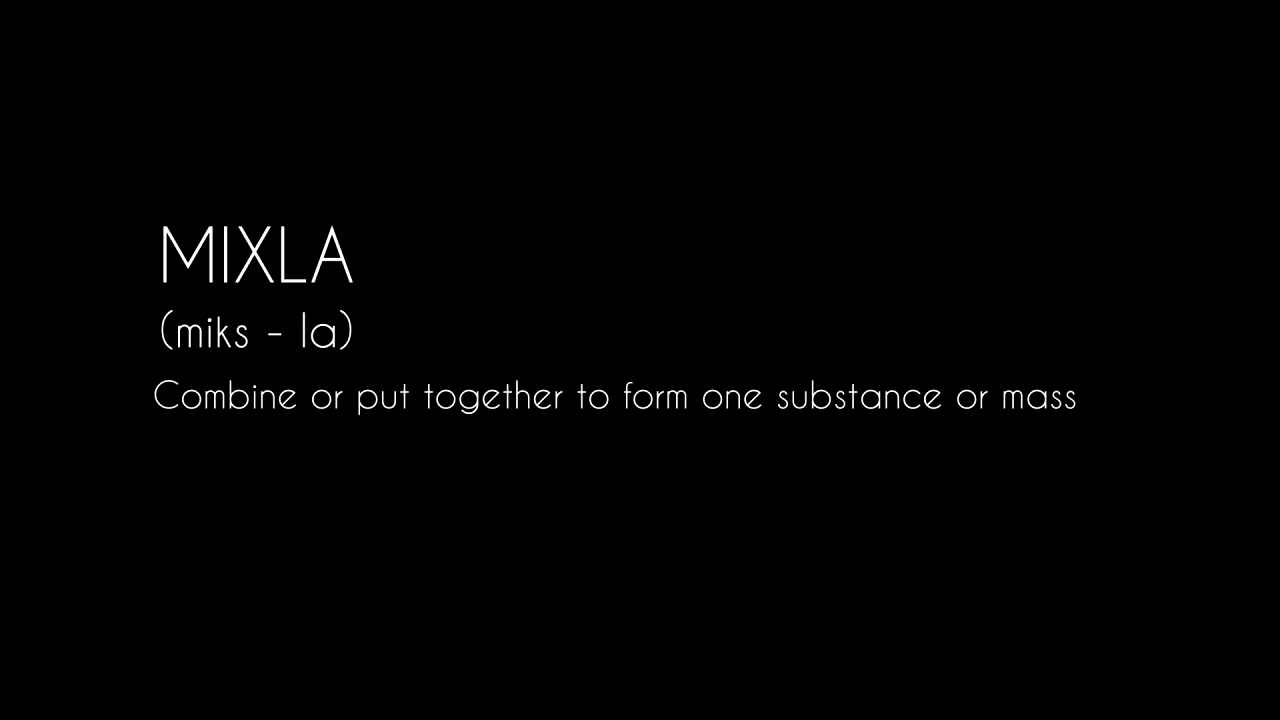 MIXLA
(miks - la)
Combine or put together to form one substance or mass